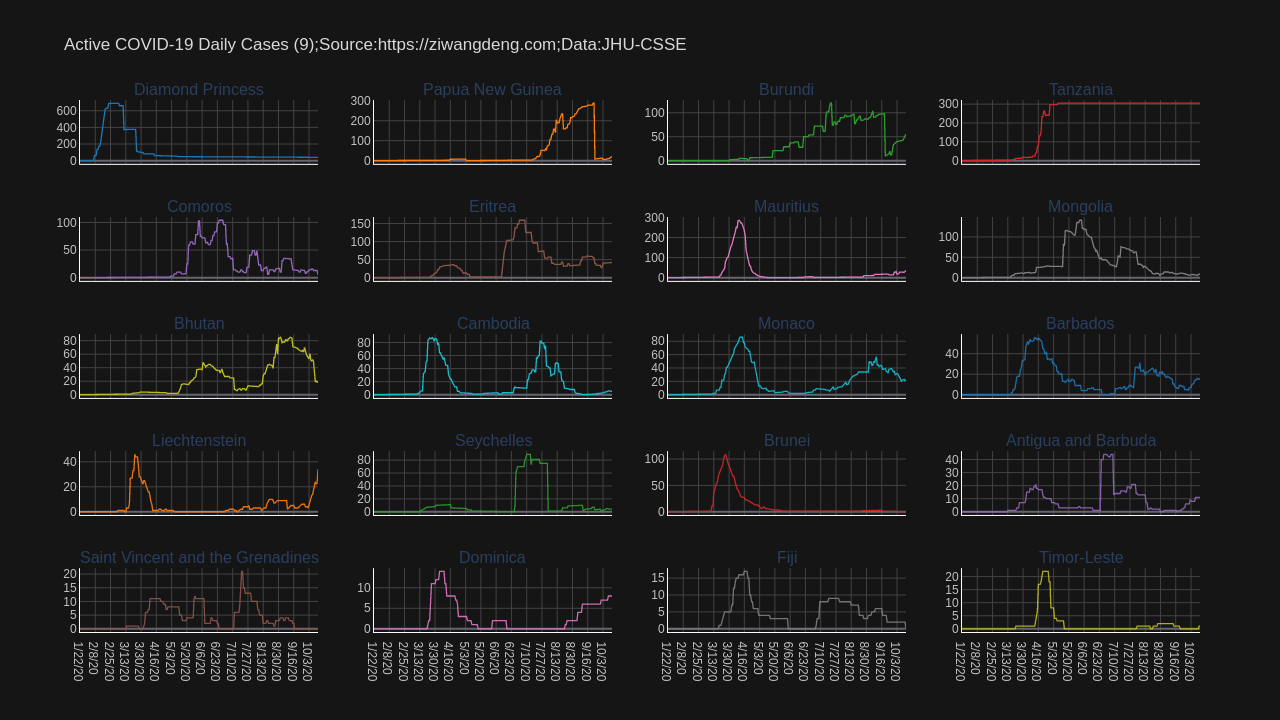 Active COVID-19 Daily Cases (9);Source:https://ziwangdeng.com;Data:JHU-CSSE
Diamond Princess Papua New Guinea Burundi Tanzania
600 400 200 0
300 200 100 0
100 50 0
300 200 100 0
Comoros Eritrea Mauritius Mongolia
100 50 0
150 100 50 0
300 200 100 0
100 50 0
Bhutan Cambodia Monaco Barbados
80 60 40 20 0
80 60 40 20 0
80 60 40 20 0
40 20 0
Liechtenstein Seychelles Brunei Antigua and Barbuda
40 20 0
80 60 40 20 0
100 50 0
40 30 20 10 0
Saint Vincent and the Grenadines Dominica Fiji Timor-Leste
20 15 10 5 0
10 5 0
15 10 5 0
20 15 10 5 0
1/22/20 2/8/20 2/25/20 3/13/20 3/30/20 4/16/20 5/3/20 5/20/20 6/6/20 6/23/20 7/10/20 7/27/20 8/13/20 8/30/20 9/16/20 10/3/20
1/22/20 2/8/20 2/25/20 3/13/20 3/30/20 4/16/20 5/3/20 5/20/20 6/6/20 6/23/20 7/10/20 7/27/20 8/13/20 8/30/20 9/16/20 10/3/20
1/22/20 2/8/20 2/25/20 3/13/20 3/30/20 4/16/20 5/3/20 5/20/20 6/6/20 6/23/20 7/10/20 7/27/20 8/13/20 8/30/20 9/16/20 10/3/20
1/22/20 2/8/20 2/25/20 3/13/20 3/30/20 4/16/20 5/3/20 5/20/20 6/6/20 6/23/20 7/10/20 7/27/20 8/13/20 8/30/20 9/16/20 10/3/20